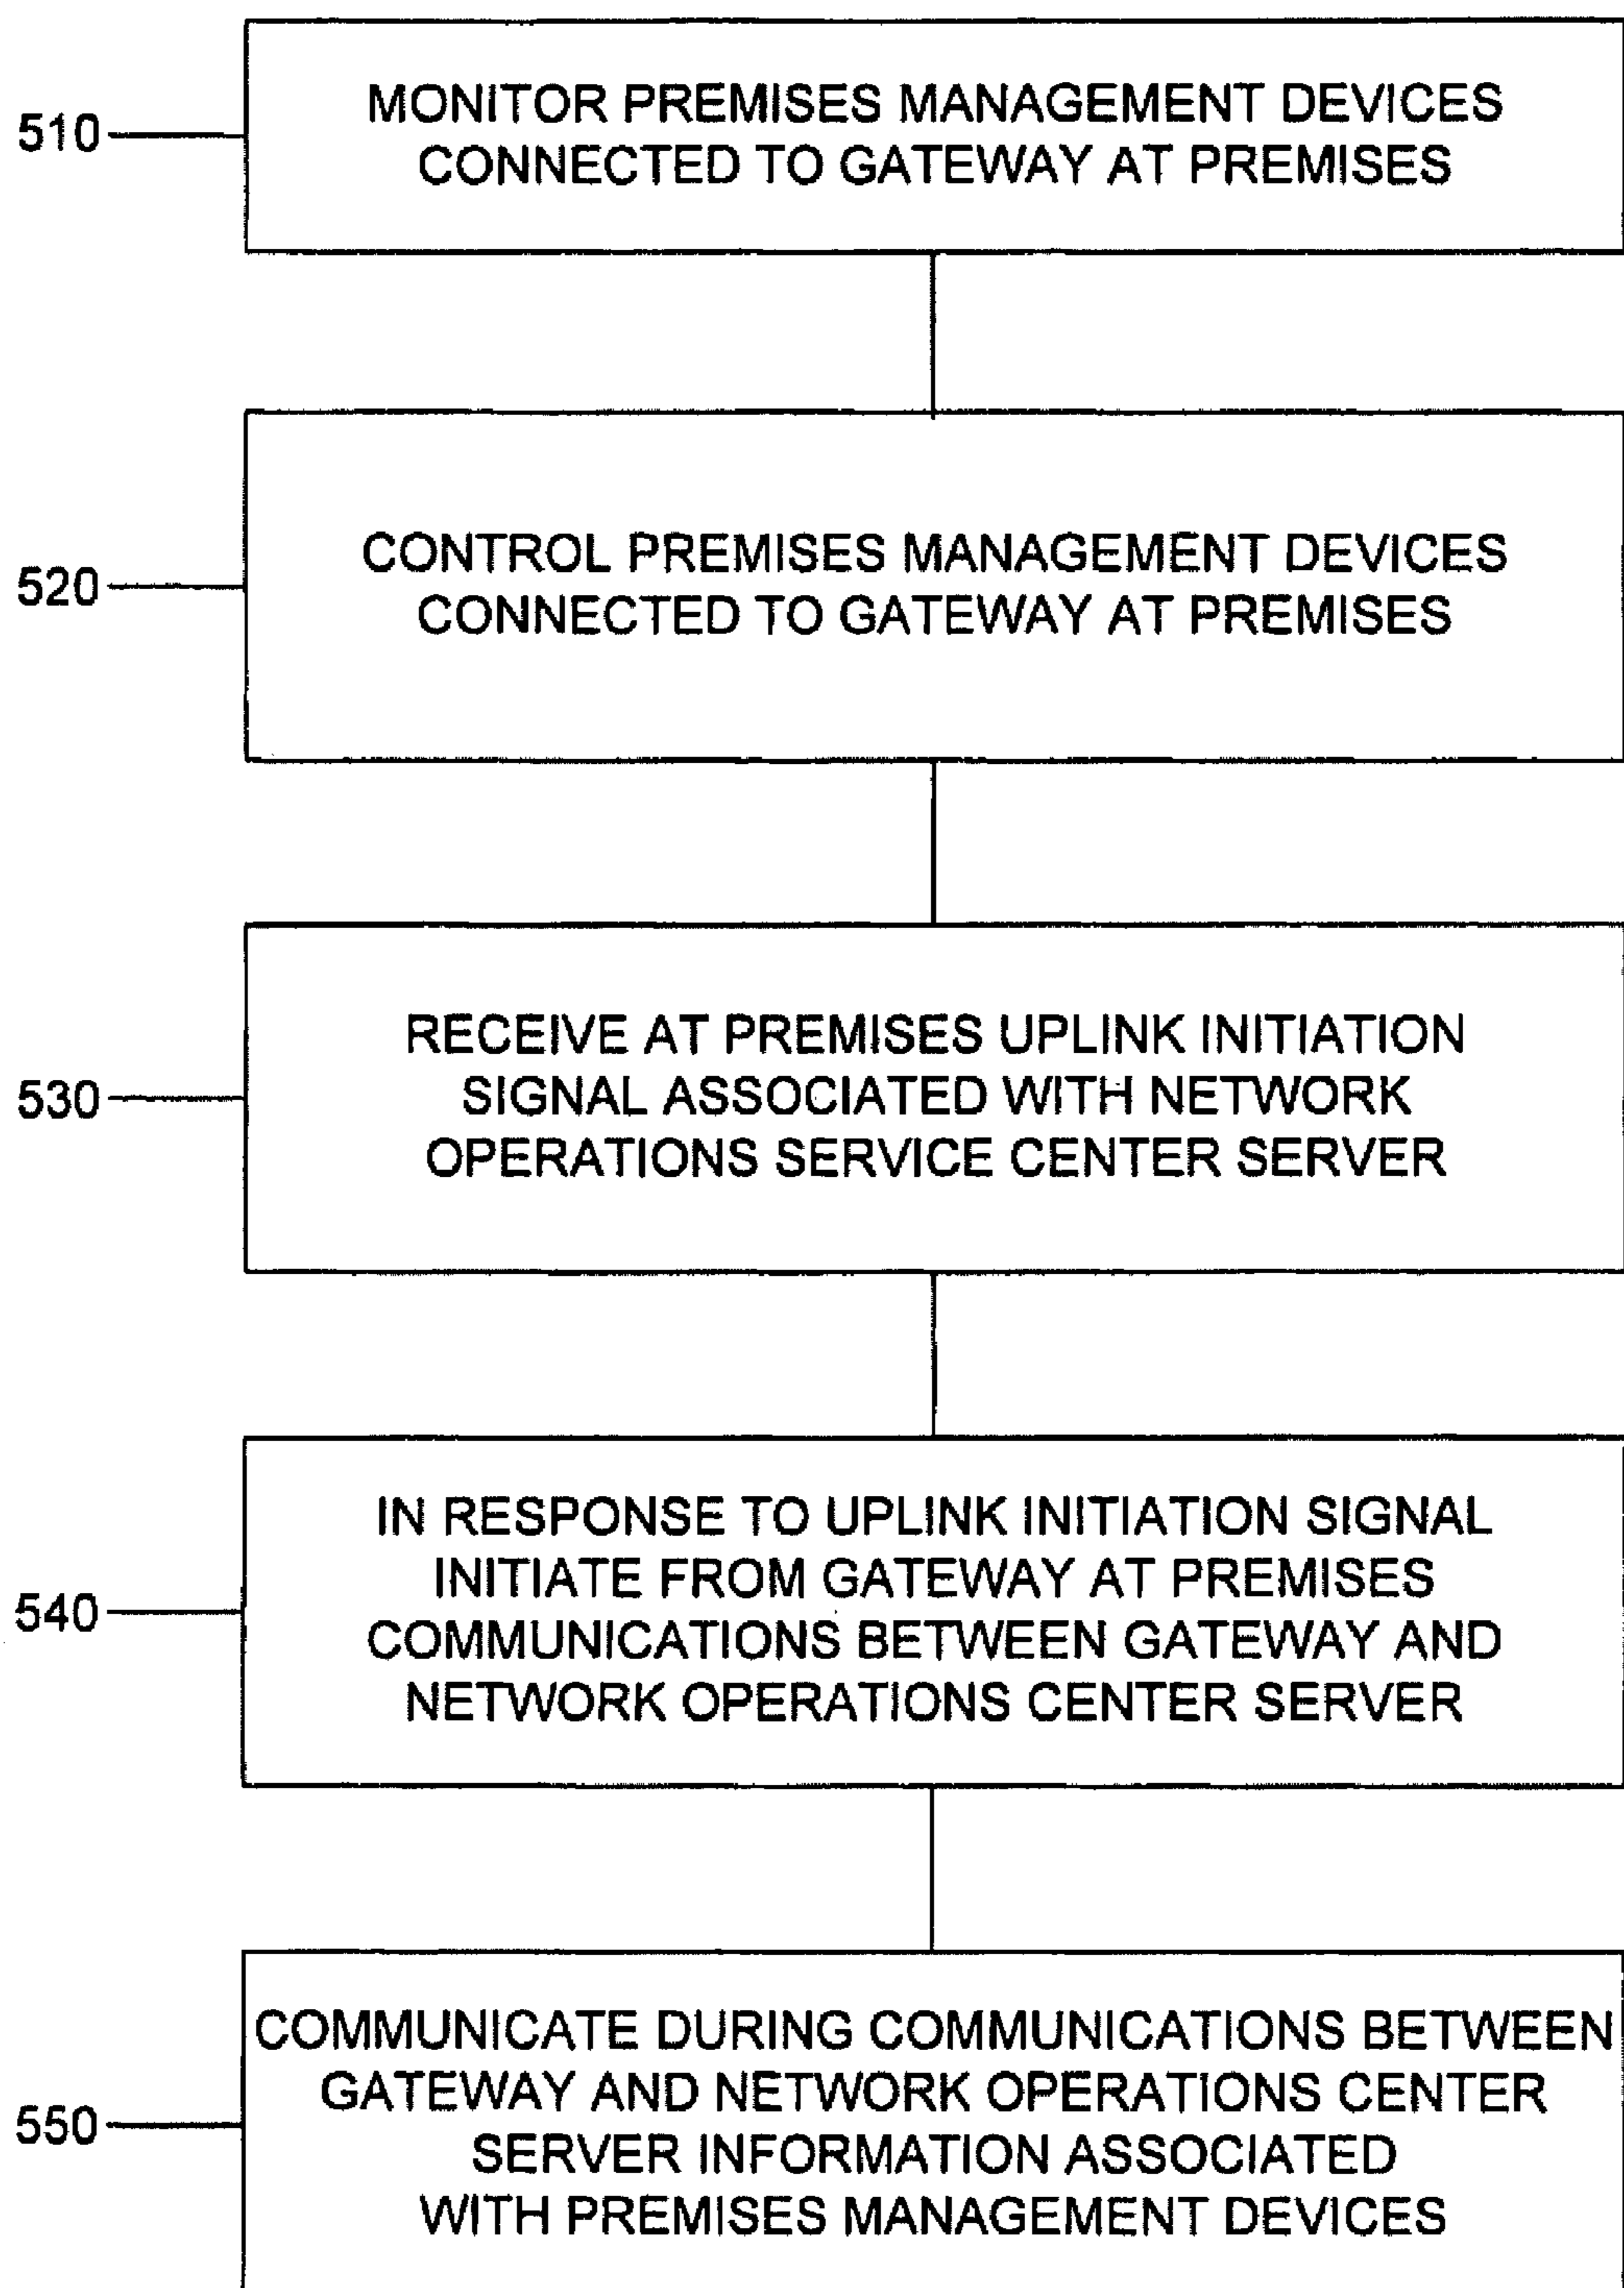 MONITOR PREMISES MANAGEMENT DEVICES
510
CONNECTED TO GATEWAY AT PREMISES
CONTROL PREMISES MANAGEMENT DEVICES
520
CONNECTED TO GATEWAY AT PREMISES
RECEIVE AT PREMISES UPLINK INITIATION
530
SIGNAL ASSOCIATED WITH NETWORK
OPERATIONS SERVICE CENTER SERVER
IN RESPONSE TO UPLINK INITIATION SIGNAL
INITIATE FROM GATEWAY AT PREMISES
540
COMMUNICATIONS BETWEEN GATEWAY AND
NETWORK OPERATIONS CENTER SERVER
COMMUNICATE DURING COMMUNICATIONS BETWEEN
GATEWAY AND NETWORK OPERATIONS CENTER
550
SERVER INFORMATION ASSOCIATED
WITH PREMISES MANAGEMENT DEVICES